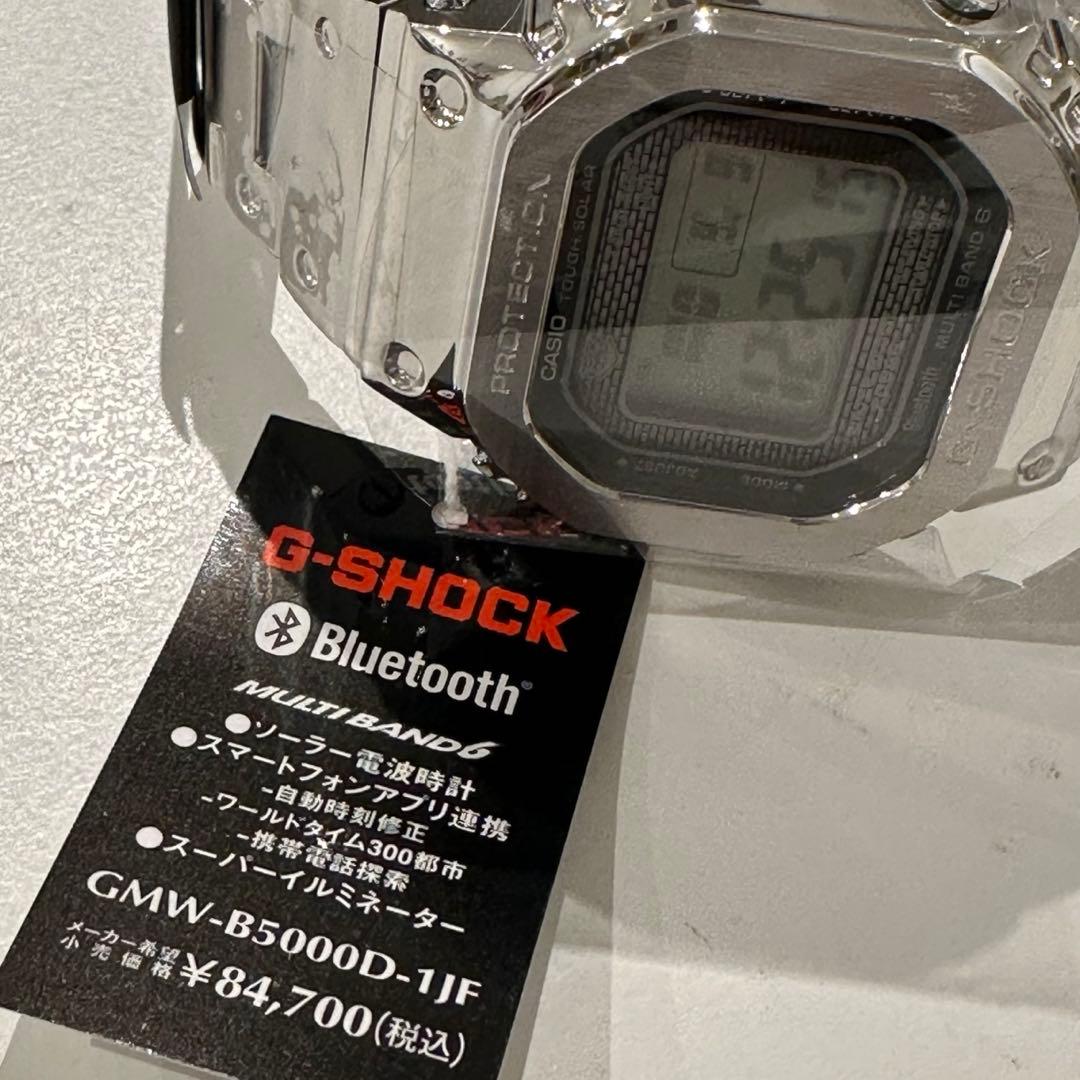 PROTECTION
CASIO TOUGH SOLAR
MULTI BAND 6
Bluetooth
G-SHOCK
ADJUST
MODE
G-SHOCK
Bluetooth®
MULTI BAND 6
●ソーラー電波時計
●スマートフォンアプリ連携
-自動時刻修正
-ワールドタイム300都市
-携帯電話探索
●スーパーイルミネーター
GMW-B5000D-1JF
メーカー希望
小売価格 ¥84,700(税込)